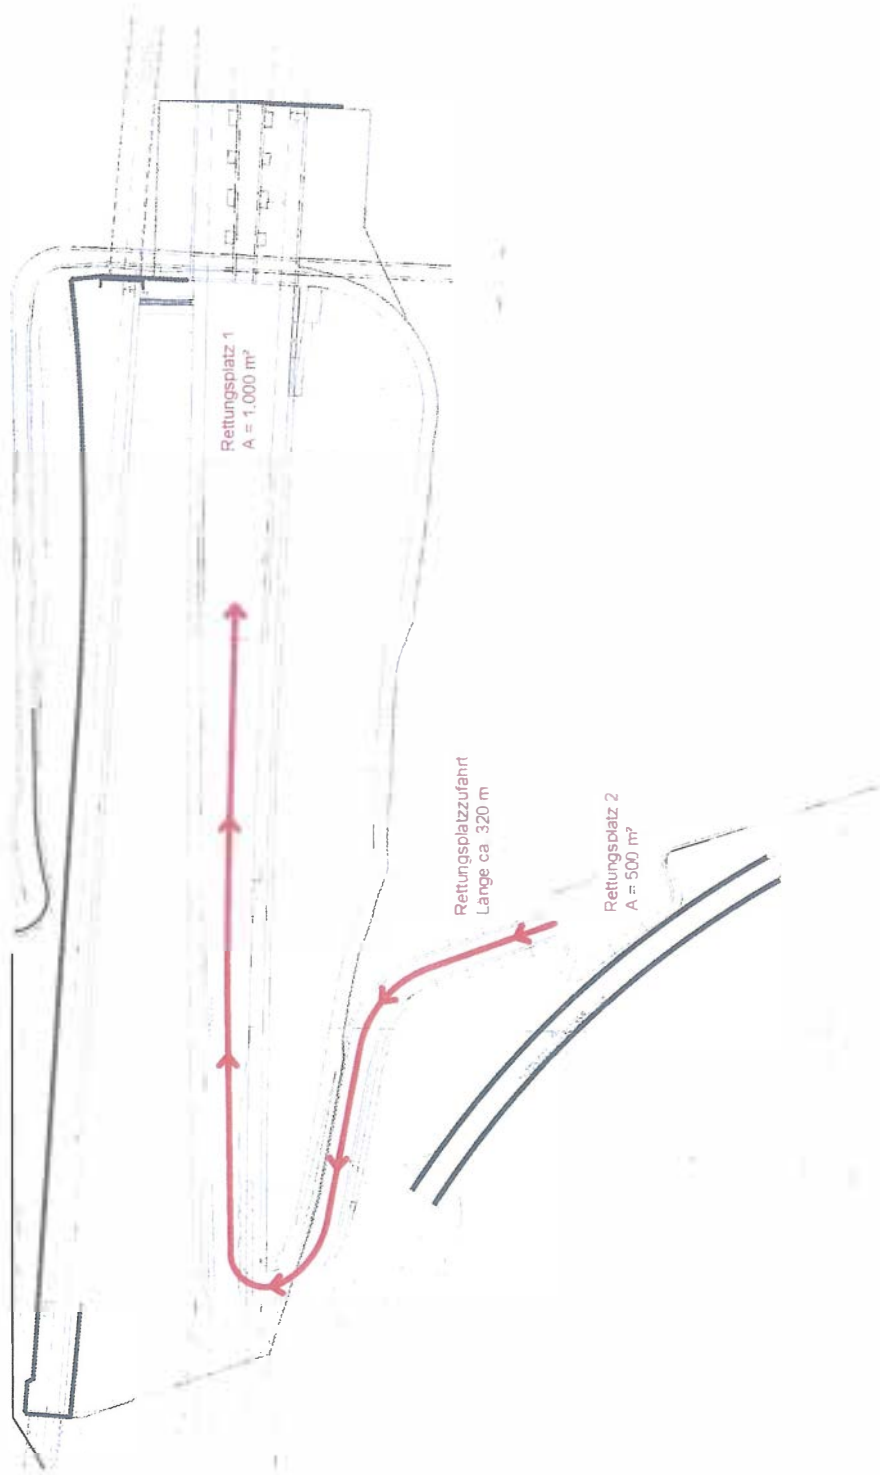 Rettungsplatz 1
A = 1.000 m²
Rettungsplatzzufahrt
Länge ca 320 m
Rettungsplatz 2
A = 500 m²